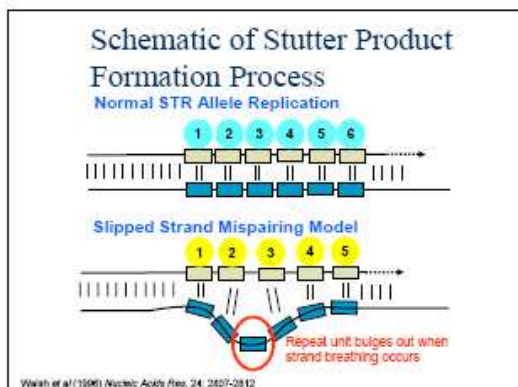 Schematic of Stutter Product
Formation Process
Normal STR Allele Replication
1 2 3 4 5 6
Slipped Strand Mispairing Model
1 2 3 4 5
Repeat unit bulges out when
strand breathing occurs
Walsh et al (1996) Nucleic Acids Res. 24: 2807-2812